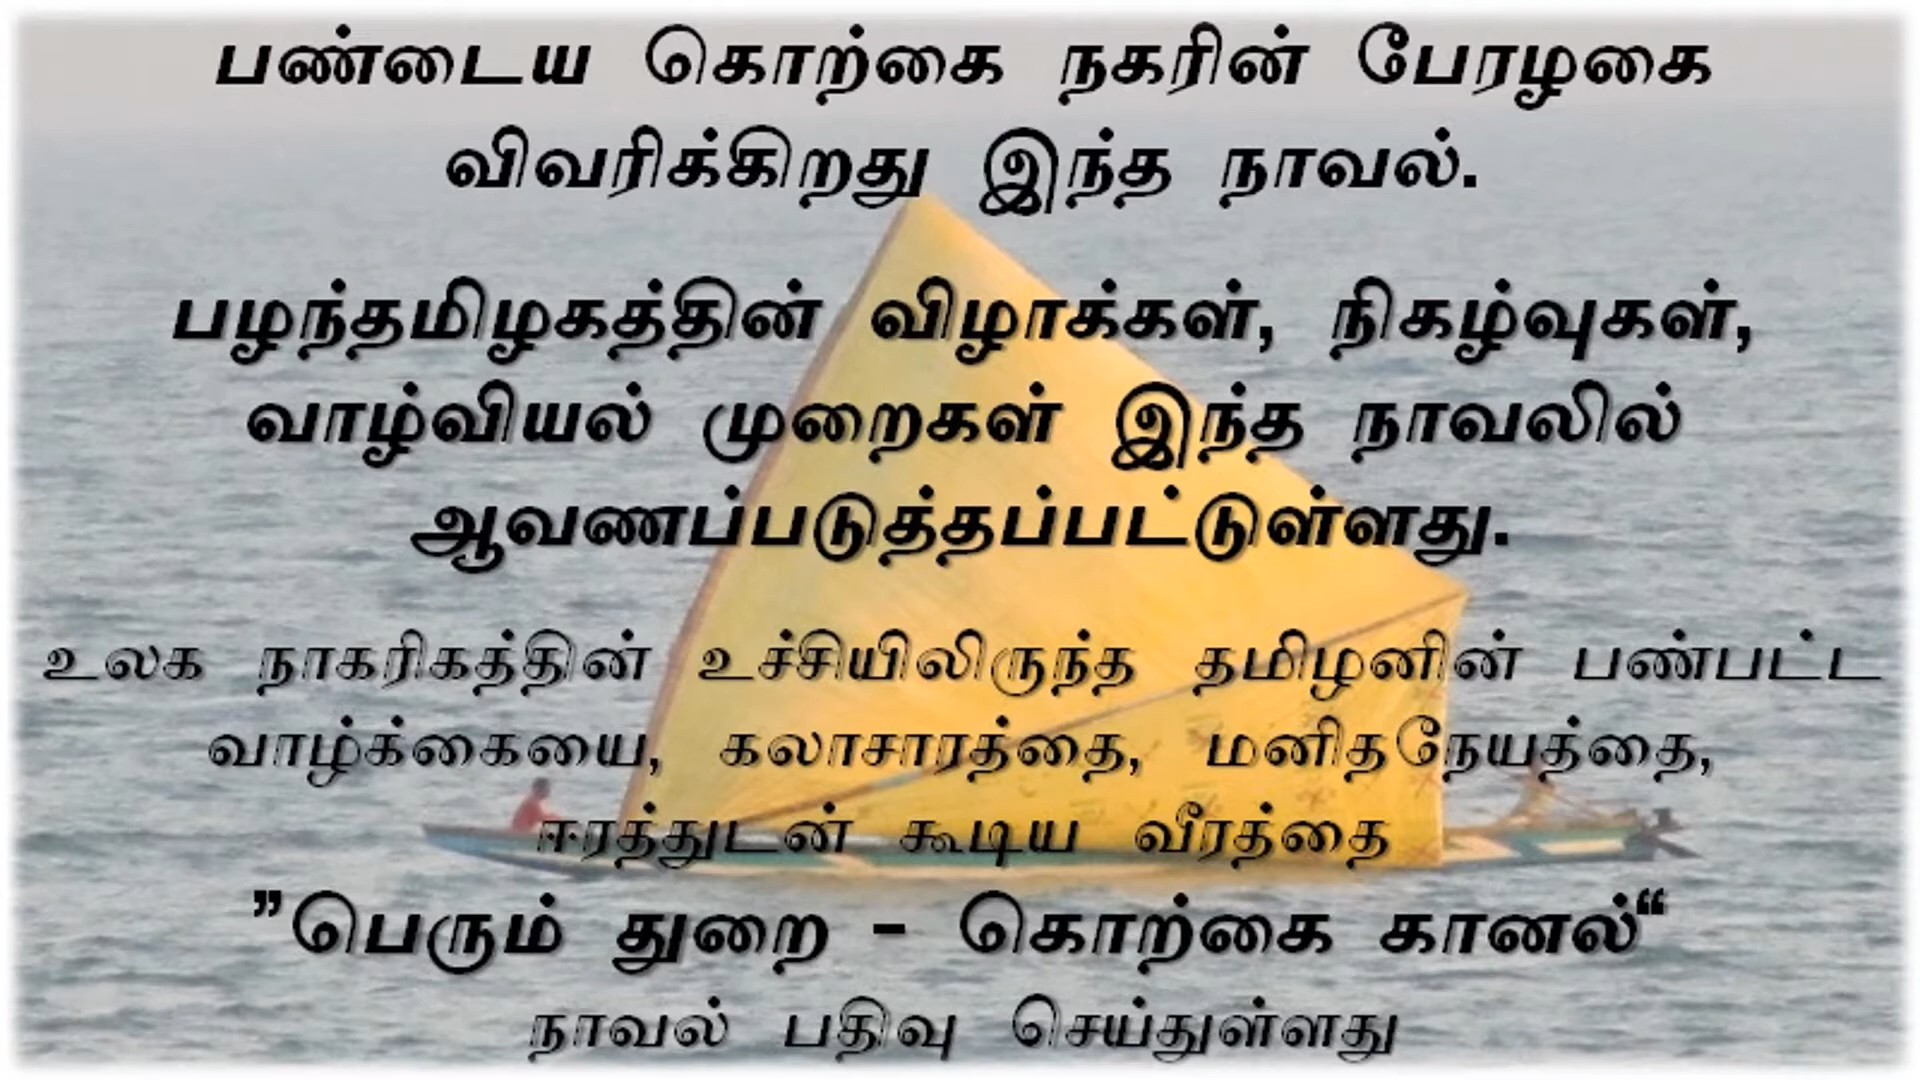 பண்டைய கொற்கை நகரின் பேரழகை
விவரிக்கிறது இந்த நாவல்.
பழந்தமிழகத்தின் விழாக்கள், நிகழ்வுகள்,
வாழ்வியல் முறைகள் இந்த நாவலில்
ஆவணப்படுத்தப்பட்டுள்ளது.
உலக நாகரிகத்தின் உச்சியிலிருந்த தமிழனின் பண்பட்ட
வாழ்க்கையை, கலாசாரத்தை, மனிதநேயத்தை,
ஈரத்துடன் கூடிய வீரத்தை
”பெரும் துறை - கொற்கை கானல்“
நாவல் பதிவு செய்துள்ளது